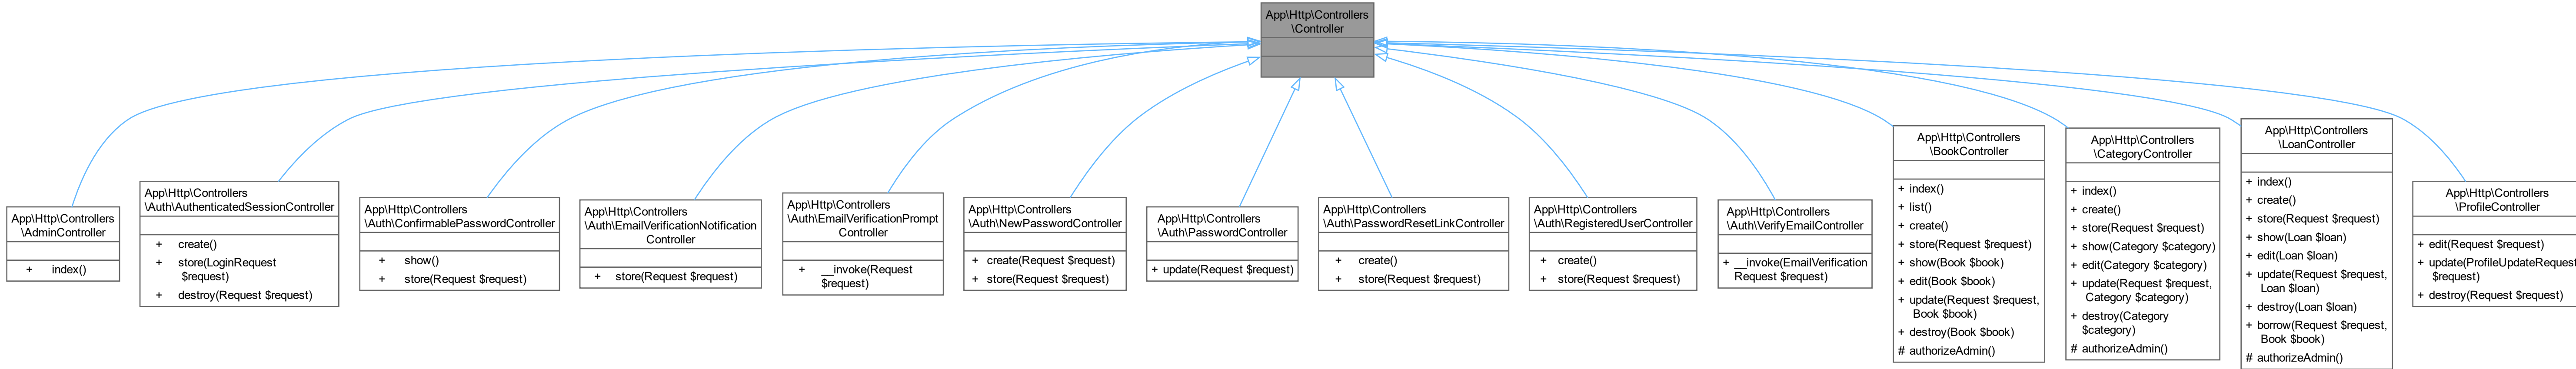 App\Http\Controllers
\Controller
App\Http\Controllers
\AdminController
+ index()
App\Http\Controllers
\Auth\AuthenticatedSessionController
+ create()
+ store(LoginRequest
$request)
+ destroy(Request $request)
App\Http\Controllers
\Auth\ConfirmablePasswordController
+ show()
+ store(Request $request)
App\Http\Controllers
\Auth\EmailVerificationNotification
Controller
+ store(Request $request)
App\Http\Controllers
\Auth\EmailVerificationPrompt
Controller
+ __invoke(Request
$request)
App\Http\Controllers
\Auth\NewPasswordController
+ create(Request $request)
+ store(Request $request)
App\Http\Controllers
\Auth\PasswordController
+ update(Request $request)
App\Http\Controllers
\Auth\PasswordResetLinkController
+ create()
+ store(Request $request)
App\Http\Controllers
\Auth\RegisteredUserController
+ create()
+ store(Request $request)
App\Http\Controllers
\Auth\VerifyEmailController
+ __invoke(EmailVerification
Request $request)
App\Http\Controllers
\BookController
+ index()
+ list()
+ create()
+ store(Request $request)
+ show(Book $book)
+ edit(Book $book)
+ update(Request $request,
Book $book)
+ destroy(Book $book)
# authorizeAdmin()
App\Http\Controllers
\CategoryController
+ index()
+ create()
+ store(Request $request)
+ show(Category $category)
+ edit(Category $category)
+ update(Request $request,
Category $category)
+ destroy(Category
$category)
# authorizeAdmin()
App\Http\Controllers
\LoanController
+ index()
+ create()
+ store(Request $request)
+ show(Loan $loan)
+ edit(Loan $loan)
+ update(Request $request,
Loan $loan)
+ destroy(Loan $loan)
+ borrow(Request $request,
Book $book)
# authorizeAdmin()
App\Http\Controllers
\ProfileController
+ edit(Request $request)
+ update(ProfileUpdateRequest
$request)
+ destroy(Request $request)